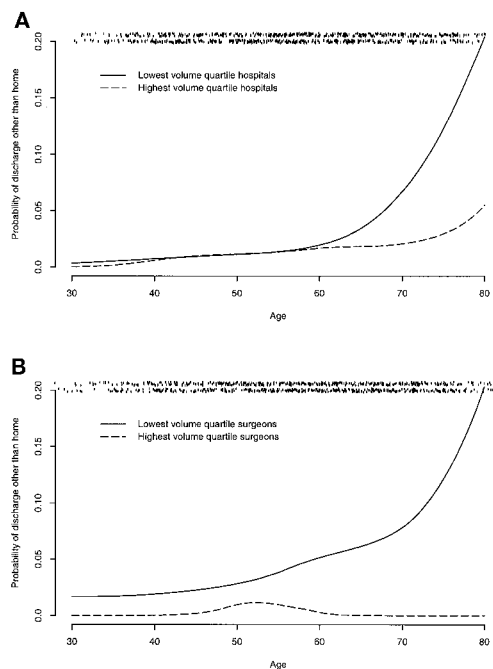 A
0.20
0.15
0.10
0.05
0.0
Probability of discharge other than home
Lowest volume quartile hospitals
Highest volume quartile hospitals
30 40 50 60 70 80
Age
B
0.20
0.15
0.10
0.05
0.0
Probability of discharge other than home
Lowest volume quartile surgeons
Highest volume quartile surgeons
30 40 50 60 70 80
Age